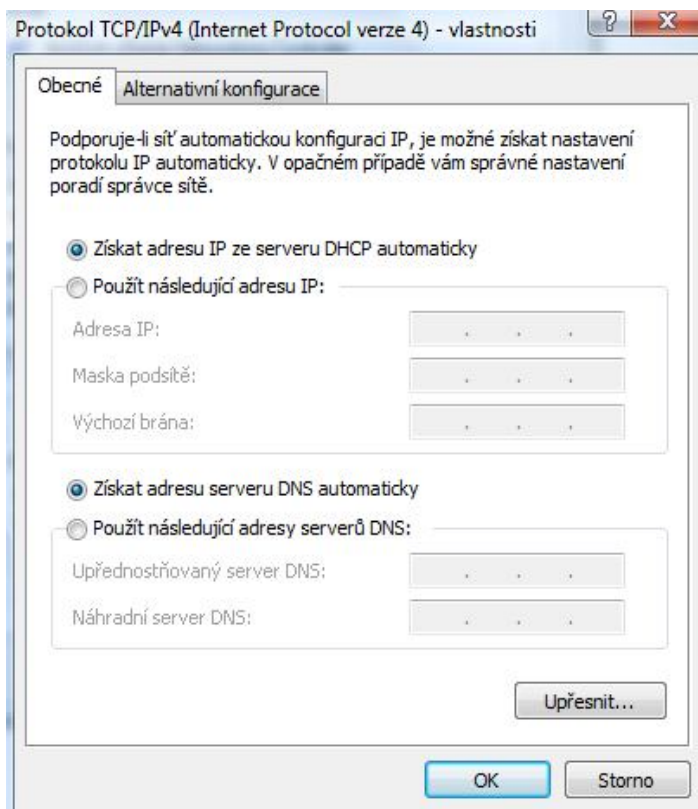 Protokol TCP/IPv4 (Internet Protocol verze 4) - vlastnosti
Obecné
Alternativní konfigurace
Podporuje-li síť automatickou konfiguraci IP, je možné získat nastavení
protokolu IP automaticky. V opačném případě vám správné nastavení
poradí správce sítě.
Získat adresu IP ze serveru DHCP automaticky
Použít následující adresu IP:
Adresa IP:
Maska podsítě:
Výchozí brána:
Získat adresu serveru DNS automaticky
Použít následující adresy serverů DNS:
Upřednostňovaný server DNS:
Náhradní server DNS:
Upřesnit...
OK
Storno